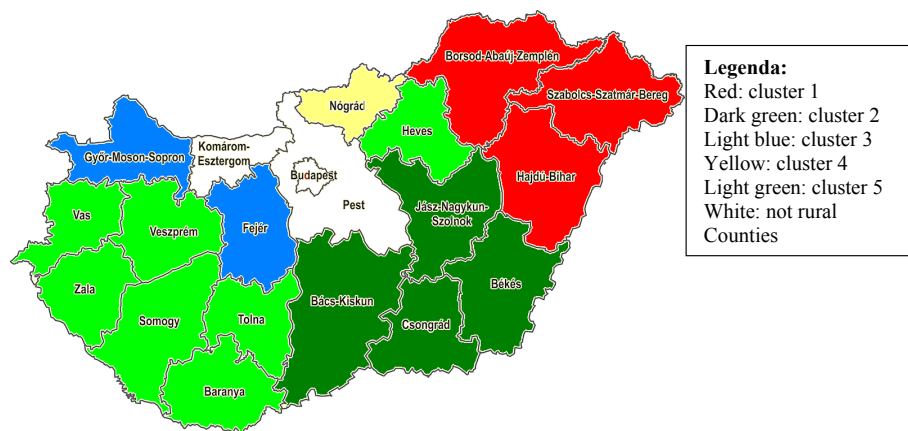 Borsod-Abaúj-Zemplén
Szabolcs-Szatmár-Bereg
Nógrád
Heves
Komárom-
Esztergom
Győr-Moson-Sopron
Budapest
Hajdú-Bihar
Pest
Jász-Nagykun-
Szolnok
Vas
Veszprém
Fejér
Zala
Békés
Bács-Kiskun
Somogy
Tolna
Csongrád
Baranya
Legenda:
Red: cluster 1
Dark green: cluster 2
Light blue: cluster 3
Yellow: cluster 4
Light green: cluster 5
White: not rural
Counties